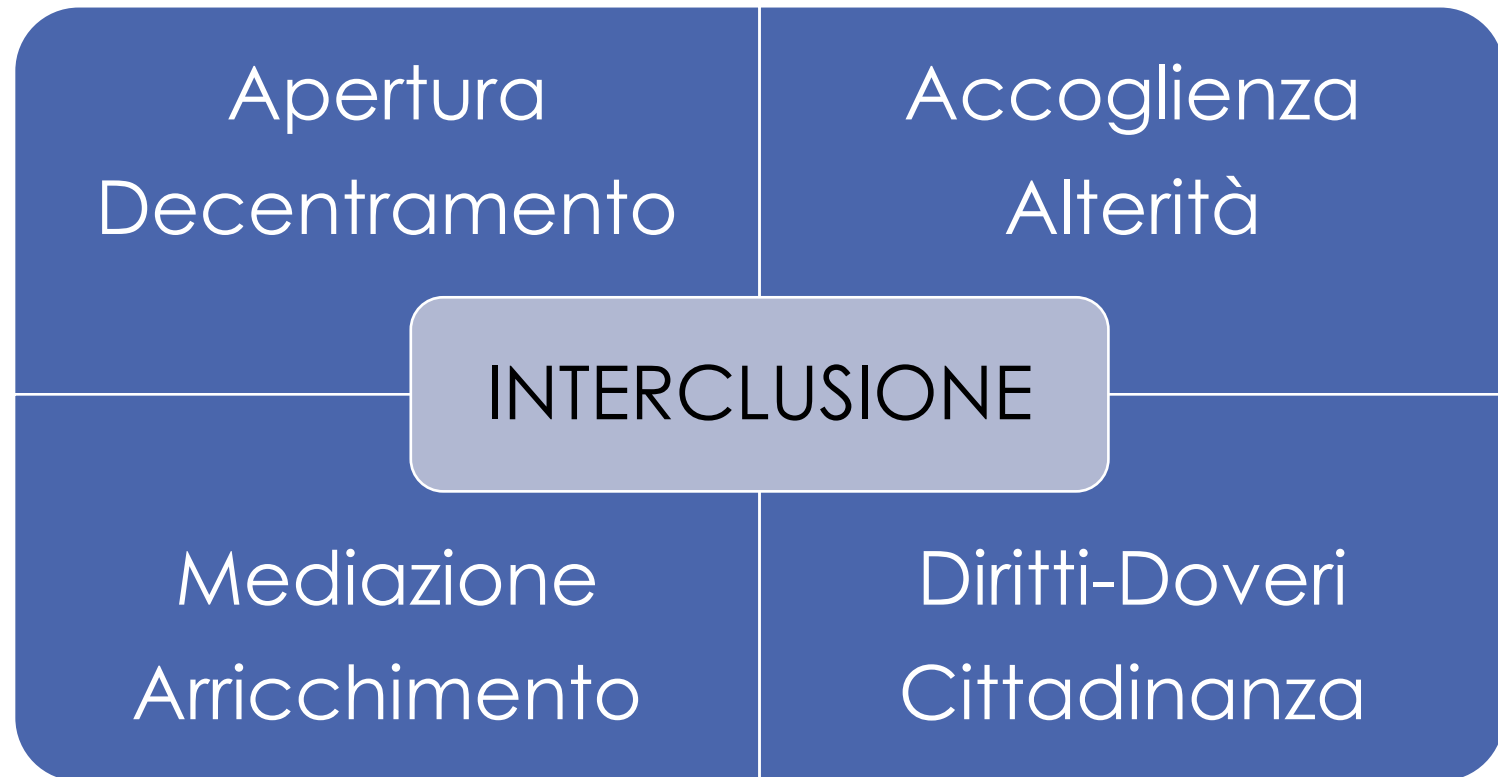 Apertura
Decentramento
Accoglienza
Alterità
INTERCLUSIONE
Mediazione
Arricchimento
Diritti-Doveri
Cittadinanza